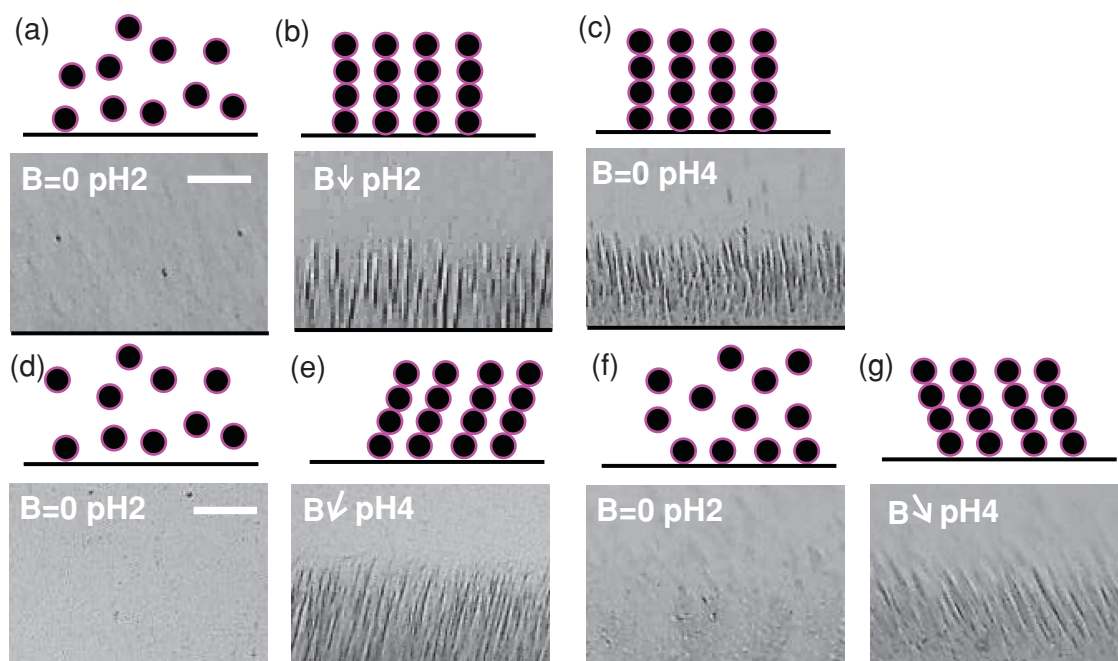 (a)
(b)
(c)
B=0 pH2
B↓ pH2
B=0 pH4
(d)
(e)
(f)
(g)
B=0 pH2
B↙ pH4
B=0 pH2
B↘ pH4